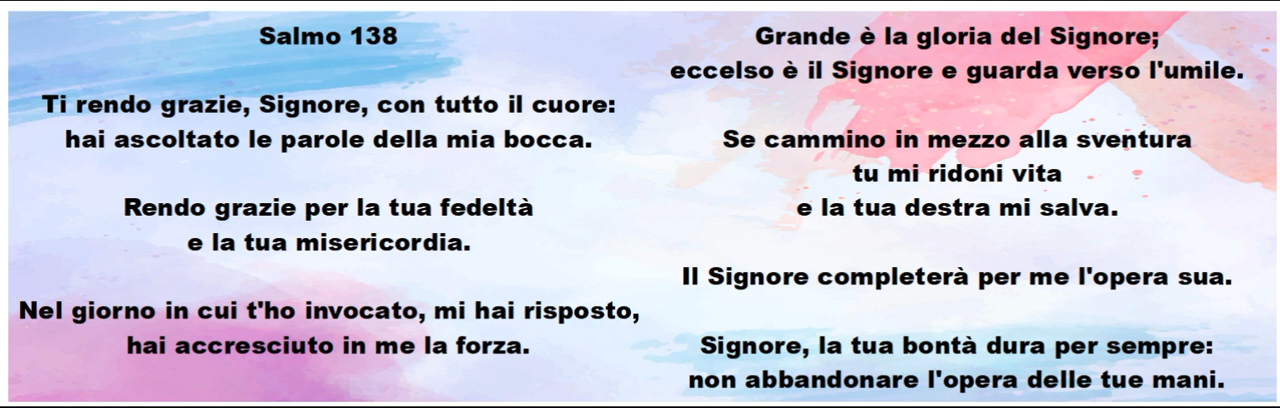 Salmo 138
Ti rendo grazie, Signore, con tutto il cuore:
hai ascoltato le parole della mia bocca.
Rendo grazie per la tua fedeltà
e la tua misericordia.
Nel giorno in cui t'ho invocato, mi hai risposto,
hai accresciuto in me la forza.
Grande è la gloria del Signore;
eccelso è il Signore e guarda verso l'umile.
Se cammino in mezzo alla sventura
tu mi ridoni vita
e la tua destra mi salva.
Il Signore completerà per me l'opera sua.
Signore, la tua bontà dura per sempre:
non abbandonare l'opera delle tue mani.